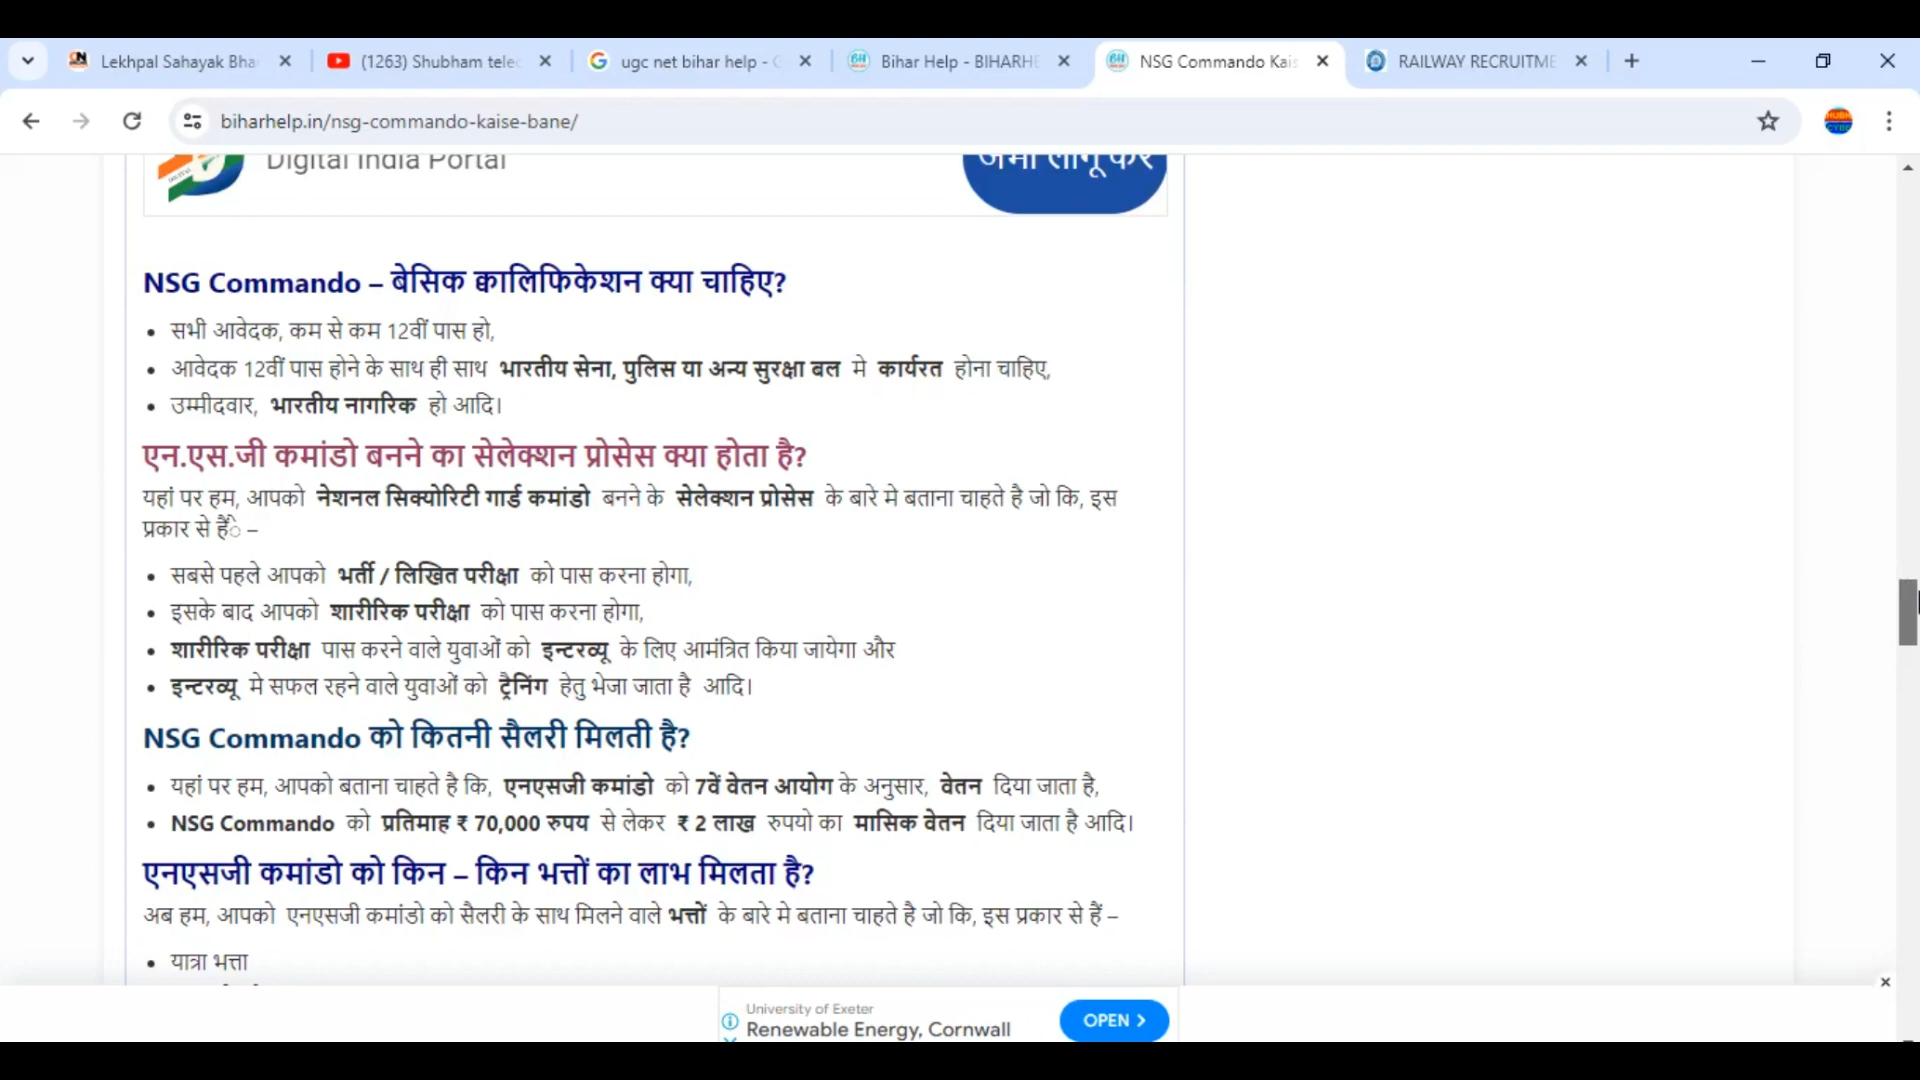 Lekhpal Sahayak Bha
(1263) Shubham telec
ugc net bihar help - G
Bihar Help - BIHARHE
NSG Commando Kais
RAILWAY RECRUITME
biharhelp.in/nsg-commando-kaise-bane/
Digital India Portal
अभी लागू करें
NSG Commando – बेसिक क्वालिफिकेशन क्या चाहिए?
• सभी आवेदक, कम से कम 12वीं पास हो,
• आवेदक 12वीं पास होने के साथ ही साथ भारतीय सेना, पुलिस या अन्य सुरक्षा बल मे कार्यरत होना चाहिए,
• उम्मीदवार, भारतीय नागरिक हो आदि।
एन.एस.जी कमांडो बनने का सेलेक्शन प्रोसेस क्या होता है?
यहां पर हम, आपको नेशनल सिक्योरिटी गार्ड कमांडो बनने के सेलेक्शन प्रोसेस के बारे मे बताना चाहते है जो कि, इस
प्रकार से हैंे –
• सबसे पहले आपको भर्ती / लिखित परीक्षा को पास करना होगा,
• इसके बाद आपको शारीरिक परीक्षा को पास करना होगा,
• शारीरिक परीक्षा पास करने वाले युवाओं को इन्टरव्यू के लिए आमंत्रित किया जायेगा और
• इन्टरव्यू मे सफल रहने वाले युवाओं को ट्रैनिंग हेतु भेजा जाता है आदि।
NSG Commando को कितनी सैलरी मिलती है?
• यहां पर हम, आपको बताना चाहते है कि, एनएसजी कमांडो को 7वें वेतन आयोग के अनुसार, वेतन दिया जाता है,
• NSG Commando को प्रतिमाह ₹ 70,000 रुपय से लेकर ₹ 2 लाख रुपयो का मासिक वेतन दिया जाता है आदि।
एनएसजी कमांडो को किन – किन भत्तों का लाभ मिलता है?
अब हम, आपको एनएसजी कमांडो को सैलरी के साथ मिलने वाले भत्तों के बारे मे बताना चाहते है जो कि, इस प्रकार से हैं –
• यात्रा भत्ता
University of Exeter
Renewable Energy, Cornwall
OPEN